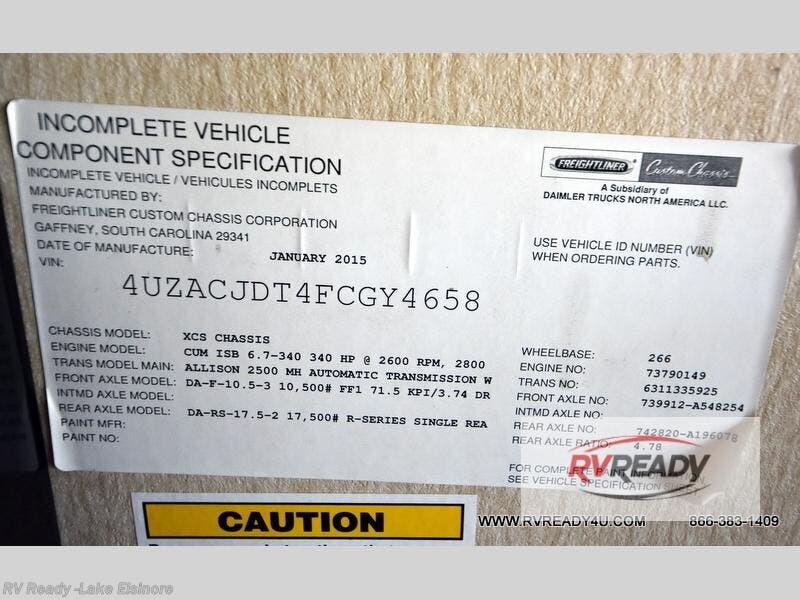 INCOMPLETE VEHICLE
COMPONENT SPECIFICATION
INCOMPLETE VEHICLE / VEHICULES INCOMPLETS
MANUFACTURED BY:
FREIGHTLINER CUSTOM CHASSIS CORPORATION
GAFFNEY, SOUTH CAROLINA 29341
DATE OF MANUFACTURE: JANUARY 2015
VIN:
4UZACJDT4FCGY4658
FREIGHTLINER Custom Chassis
A Subsidiary of
DAIMLER TRUCKS NORTH AMERICA LLC.
USE VEHICLE ID NUMBER (VIN)
WHEN ORDERING PARTS.
CHASSIS MODEL: XCS CHASSIS
ENGINE MODEL: CUM ISB 6.7-340 340 HP @ 2600 RPM, 2800
TRANS MODEL MAIN: ALLISON 2500 MH AUTOMATIC TRANSMISSION W
FRONT AXLE MODEL: DA-F-10.5-3 10,500# FF1 71.5 KPI/3.74 DR
INTMD AXLE MODEL:
REAR AXLE MODEL: DA-RS-17.5-2 17,500# R-SERIES SINGLE REA
PAINT MFR:
PAINT NO:
WHEELBASE: 266
ENGINE NO: 73790149
TRANS NO: 6311335925
FRONT AXLE NO: 739912-A548254
INTMD AXLE NO:
REAR AXLE NO: 742820-A196078
REAR AXLE RATIO: 4.78
FOR COMPLETE PAINT INFORMATION
SEE VEHICLE SPECIFICATION SHEET
RVREADY
WWW.RVREADY4U.COM 866-383-1409
CAUTION
RV Ready -Lake Elsinore